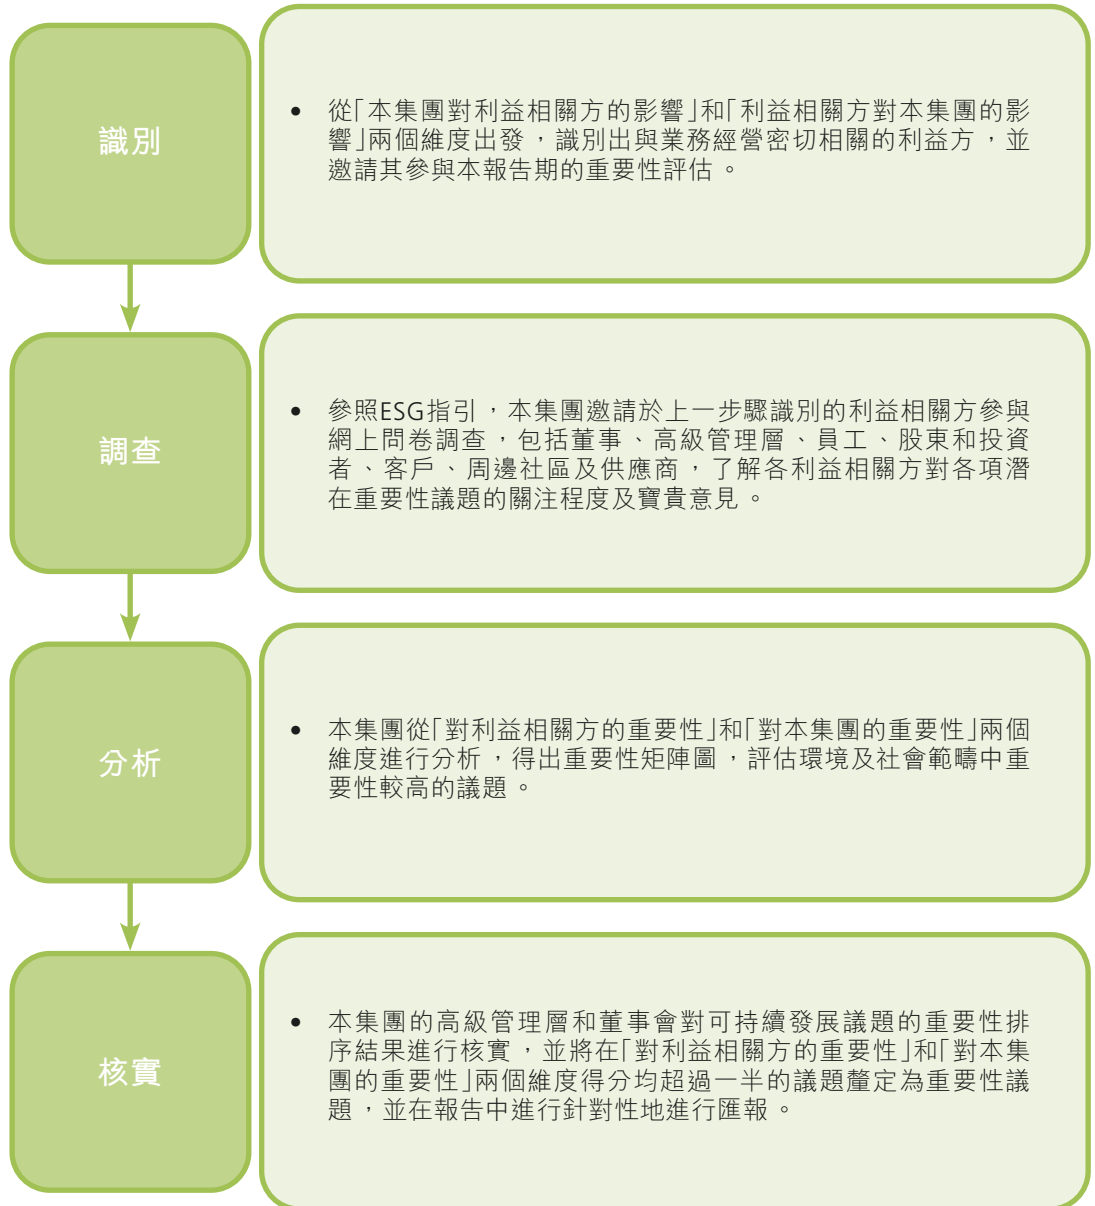 識別
• 從「本集團對利益相關方的影響」和「利益相關方對本集團的影
響」兩個維度出發，識別出與業務經營密切相關的利益方，並
邀請其參與本報告期的重要性評估。
調查
• 參照ESG指引，本集團邀請於上一步驟識別的利益相關方參與
網上問卷調查，包括董事、高級管理層、員工、股東和投資
者、客戶、周邊社區及供應商，了解各利益相關方對各項潛
在重要性議題的關注程度及寶貴意見。
分析
• 本集團從「對利益相關方的重要性」和「對本集團的重要性」兩個
維度進行分析，得出重要性矩陣圖，評估環境及社會範疇中重
要性較高的議題。
核實
• 本集團的高級管理層和董事會對可持續發展議題的重要性排
序結果進行核實，並將在「對利益相關方的重要性」和「對本集
團的重要性」兩個維度得分均超過一半的議題釐定為重要性議
題，並在報告中進行針對性地進行匯報。